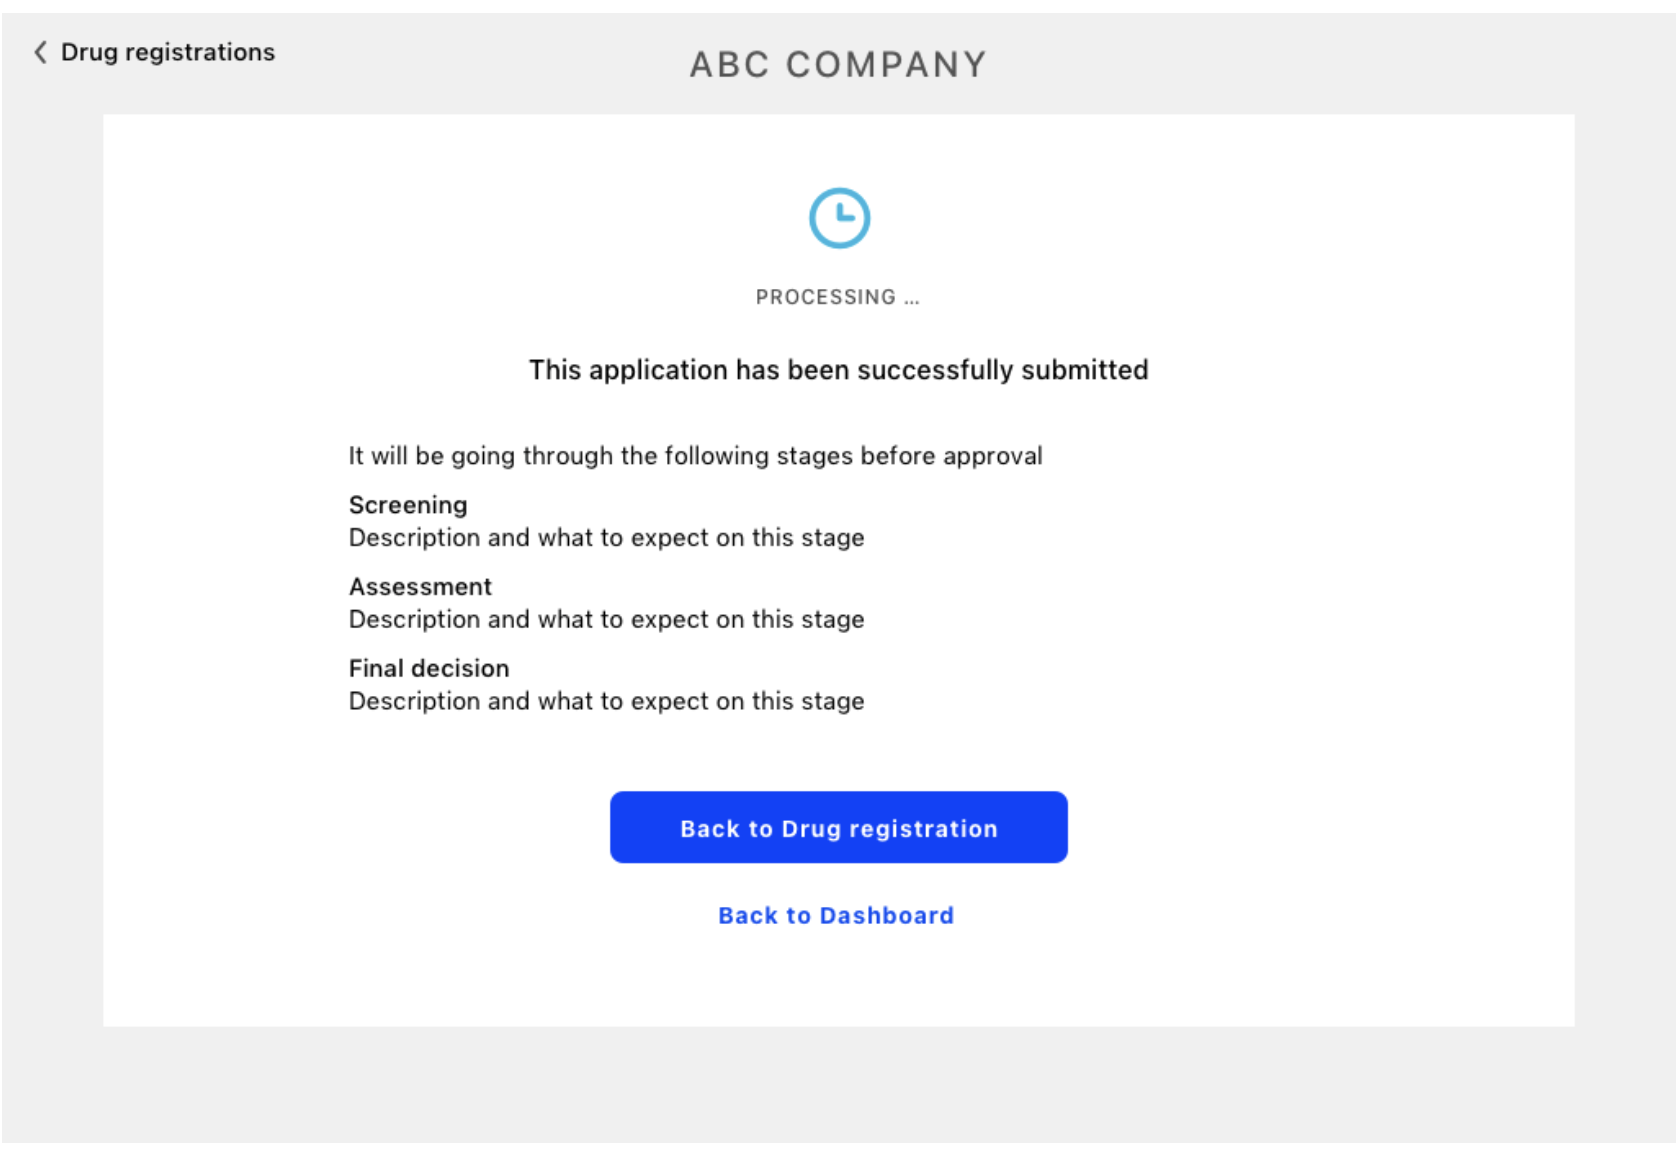 Drug registrations
ABC COMPANY
PROCESSING ...
This application has been successfully submitted
It will be going through the following stages before approval
Screening
Description and what to expect on this stage
Assessment
Description and what to expect on this stage
Final decision
Description and what to expect on this stage
Back to Drug registration
Back to Dashboard